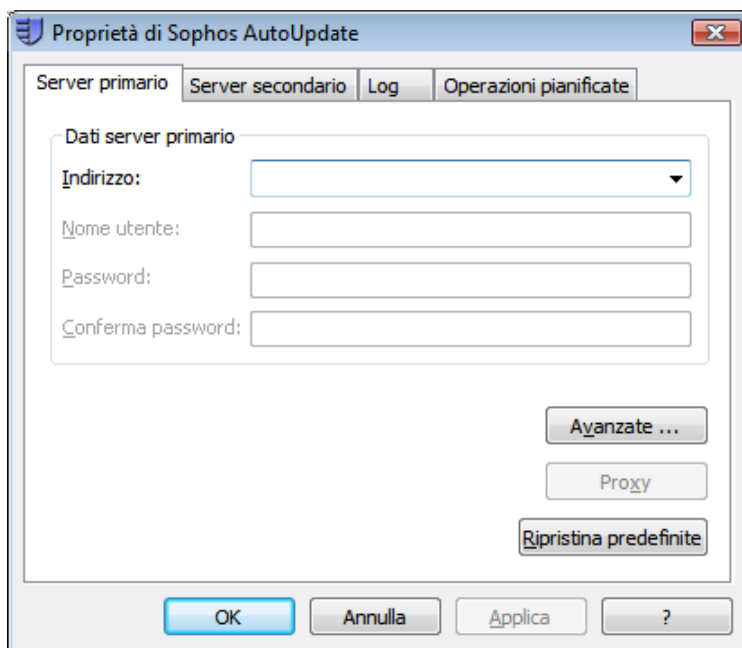 Proprietà di Sophos AutoUpdate
Server primario Server secondario Log Operazioni pianificate
Dati server primario
Indirizzo:
Nome utente:
Password:
Conferma password:
Avanzate ...
Proxy
Ripristina predefinite
OK Annulla Applica ?